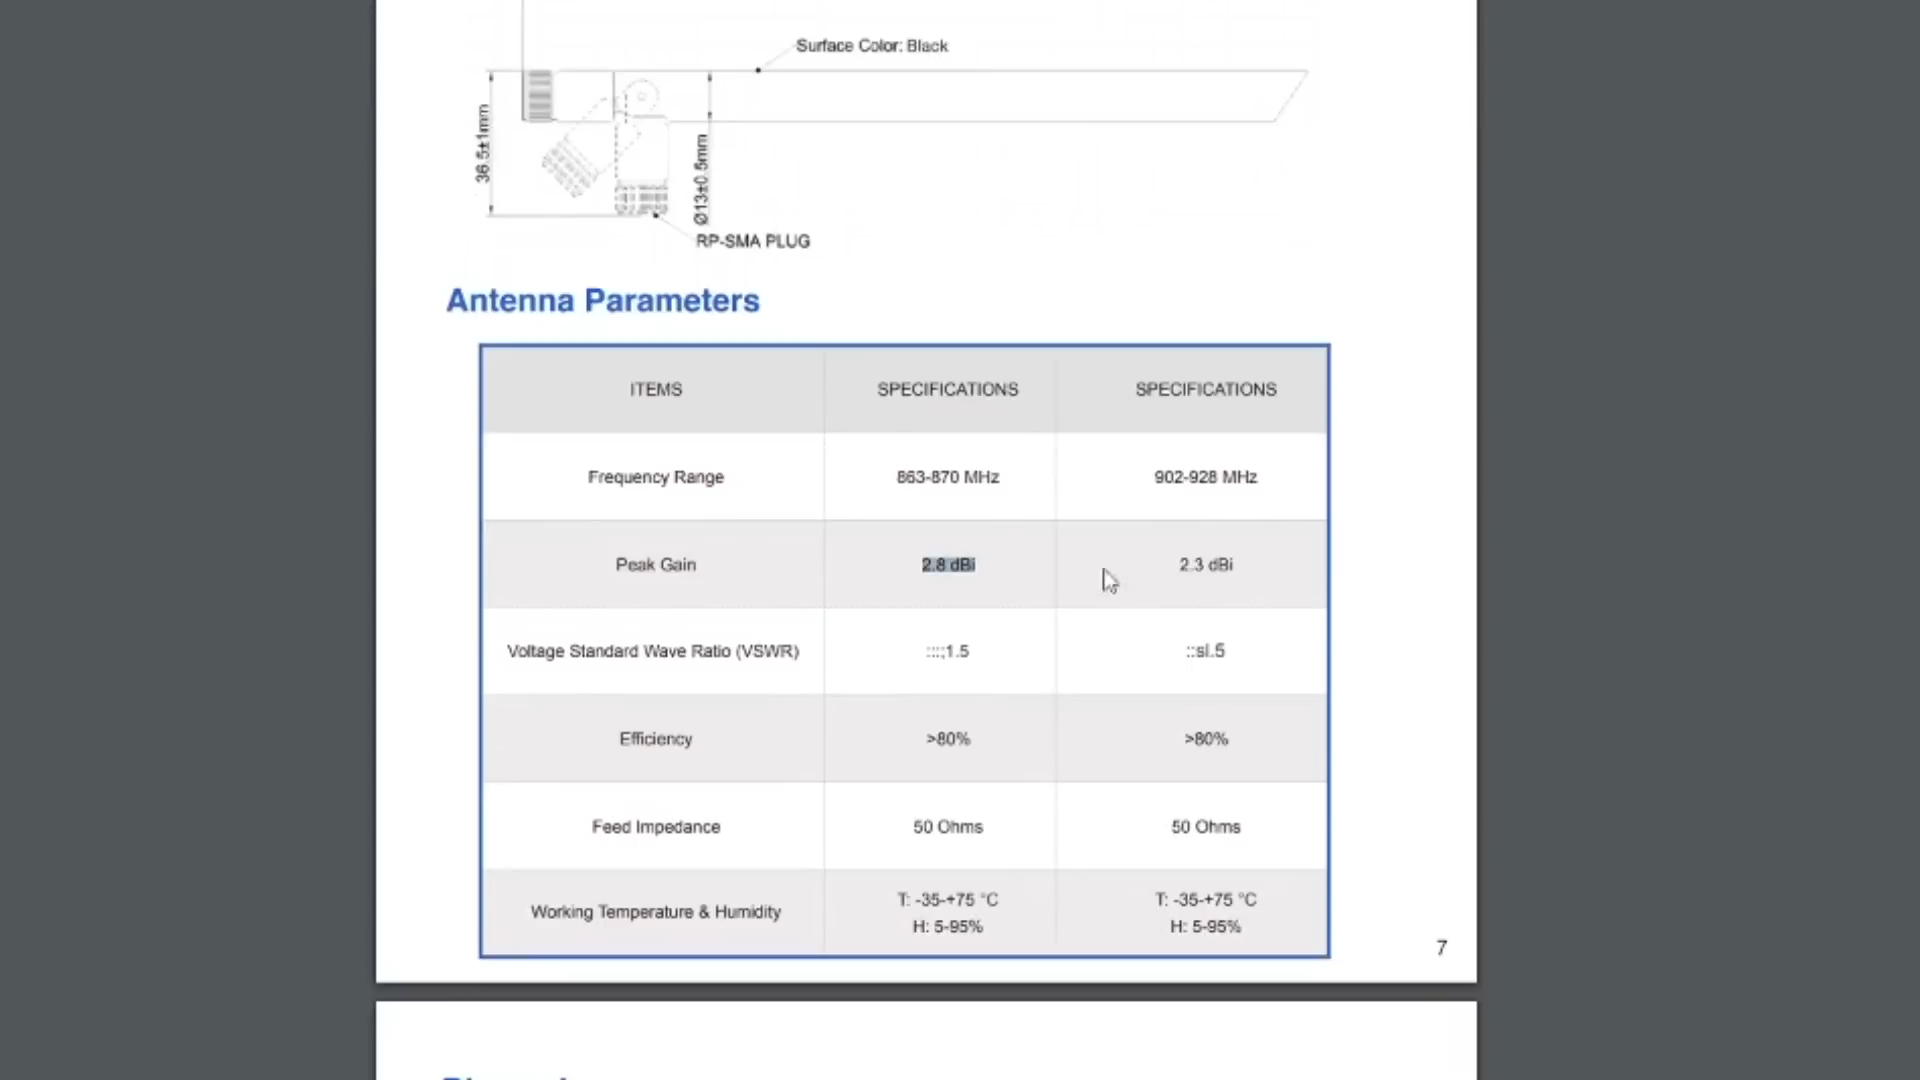 Surface Color: Black
36.5±1mm
Ø13±0.5mm
RP-SMA PLUG
Antenna Parameters
ITEMS SPECIFICATIONS SPECIFICATIONS
Frequency Range 863-870 MHz 902-928 MHz
Peak Gain 2.8 dBi 2.3 dBi
Voltage Standard Wave Ratio (VSWR) ::::;1.5 ::sl.5
Efficiency >80% >80%
Feed Impedance 50 Ohms 50 Ohms
Working Temperature & Humidity T: -35-+75 °C T: -35-+75 °C
H: 5-95% H: 5-95%
7